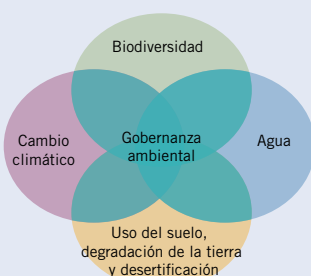 Biodiversidad
Cambio
climático
Gobernanza
ambiental
Agua
Uso del suelo,
degradación de la tierra
y desertificación